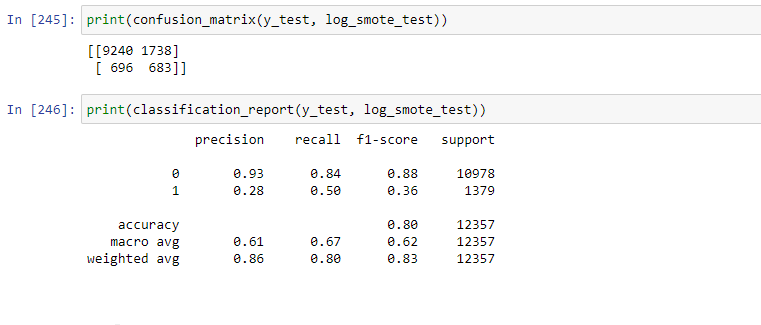 In [245]: print(confusion_matrix(y_test, log_smote_test))
[[9240 1738]
[ 696 683]]
In [246]: print(classification_report(y_test, log_smote_test))
precision recall f1-score support
0 0.93 0.84 0.88 10978
1 0.28 0.50 0.36 1379
accuracy 0.80 12357
macro avg 0.61 0.67 0.62 12357
weighted avg 0.86 0.80 0.83 12357